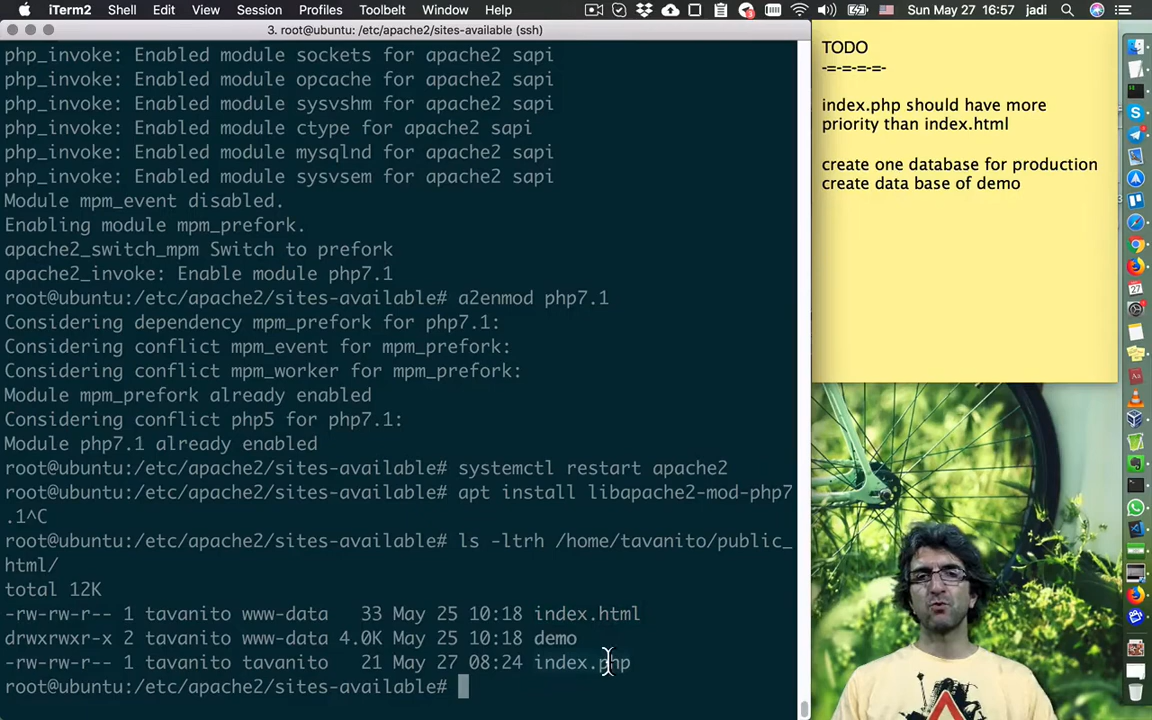 iTerm2 Shell Edit View Session Profiles Toolbelt Window Help Sun May 27 16:57 jadi
3. root@ubuntu: /etc/apache2/sites-available (ssh)
php_invoke: Enabled module sockets for apache2 sapi
php_invoke: Enabled module opcache for apache2 sapi
php_invoke: Enabled module sysvshm for apache2 sapi
php_invoke: Enabled module ctype for apache2 sapi
php_invoke: Enabled module mysqlnd for apache2 sapi
php_invoke: Enabled module sysvsem for apache2 sapi
Module mpm_event disabled.
Enabling module mpm_prefork.
apache2_switch_mpm Switch to prefork
apache2_invoke: Enable module php7.1
root@ubuntu:/etc/apache2/sites-available# a2enmod php7.1
Considering dependency mpm_prefork for php7.1:
Considering conflict mpm_event for mpm_prefork:
Considering conflict mpm_worker for mpm_prefork:
Module mpm_prefork already enabled
Considering conflict php5 for php7.1:
Module php7.1 already enabled
root@ubuntu:/etc/apache2/sites-available# systemctl restart apache2
root@ubuntu:/etc/apache2/sites-available# apt install libapache2-mod-php7
.1^C
root@ubuntu:/etc/apache2/sites-available# ls -ltrh /home/tavanito/public_
html/
total 12K
-rw-rw-r-- 1 tavanito www-data 33 May 25 10:18 index.html
drwxrwxr-x 2 tavanito www-data 4.0K May 25 10:18 demo
-rw-rw-r-- 1 tavanito tavanito 21 May 27 08:24 index.php
root@ubuntu:/etc/apache2/sites-available#
TODO
-=-=-=-=-
index.php should have more
priority than index.html
create one database for production
create data base of demo